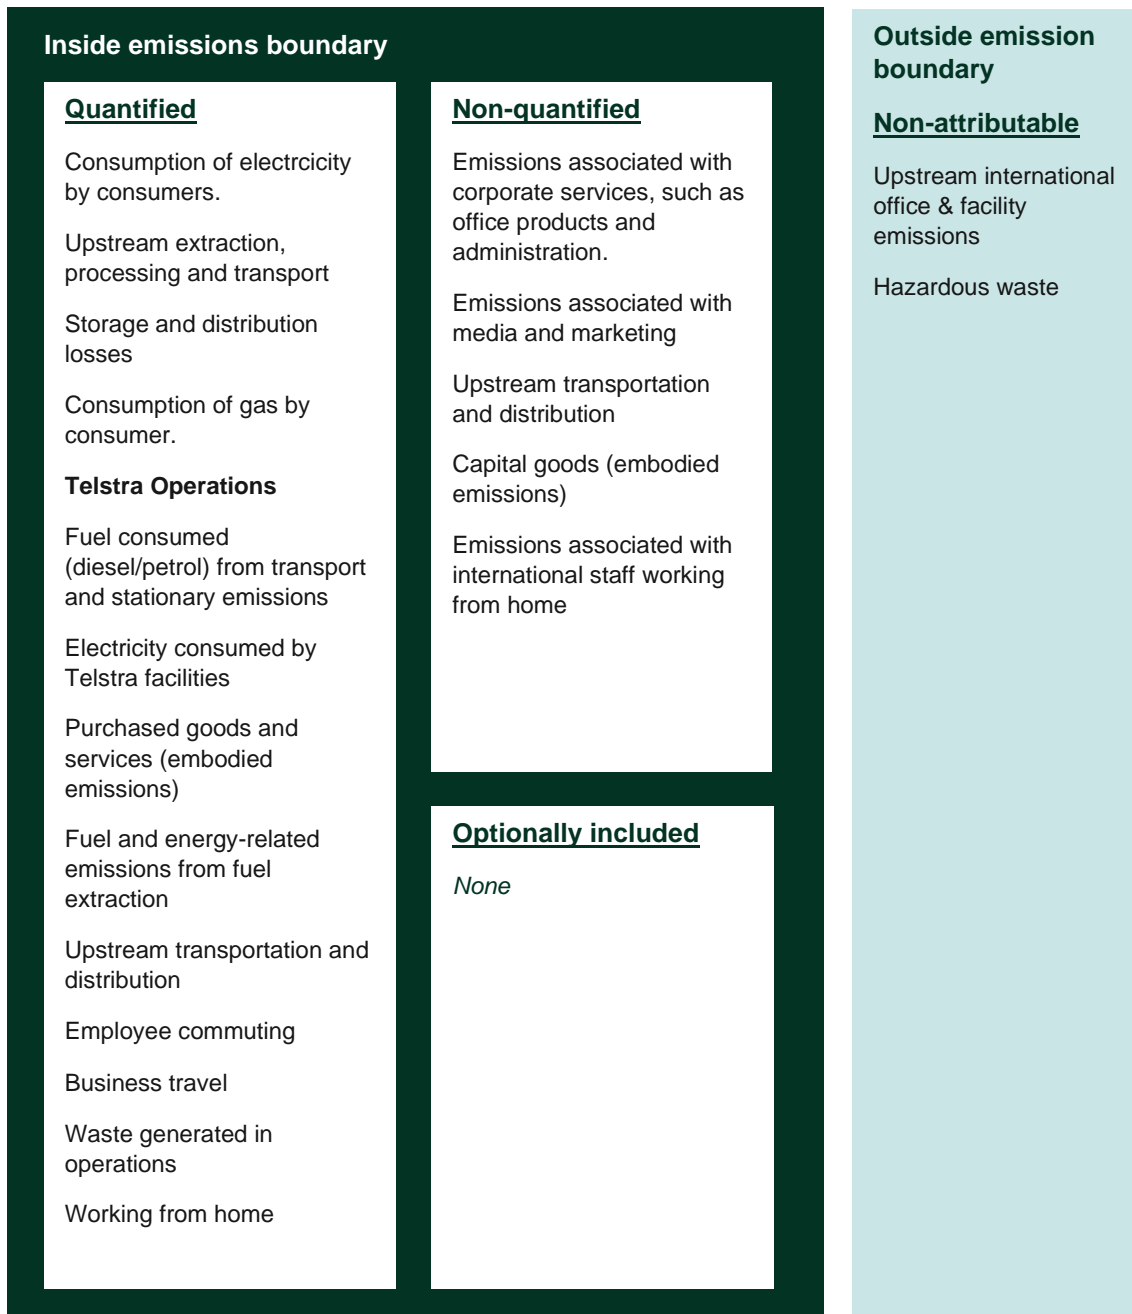 Inside emissions boundary
Quantified
Consumption of electrcicity
by consumers.
Upstream extraction,
processing and transport
Storage and distribution
losses
Consumption of gas by
consumer.
Telstra Operations
Fuel consumed
(diesel/petrol) from transport
and stationary emissions
Electricity consumed by
Telstra facilities
Purchased goods and
services (embodied
emissions)
Fuel and energy-related
emissions from fuel
extraction
Upstream transportation and
distribution
Employee commuting
Business travel
Waste generated in
operations
Working from home
Non-quantified
Emissions associated with
corporate services, such as
office products and
administration.
Emissions associated with
media and marketing
Upstream transportation
and distribution
Capital goods (embodied
emissions)
Emissions associated with
international staff working
from home
Optionally included
None
Outside emission
boundary
Non-attributable
Upstream international
office & facility
emissions
Hazardous waste